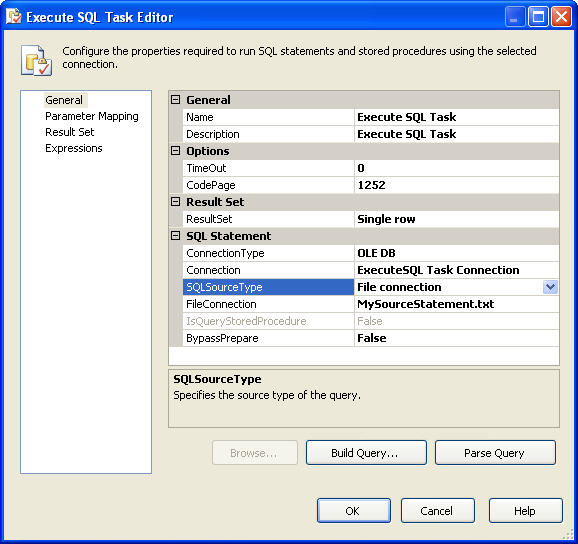 Execute SQL Task Editor
Configure the properties required to run SQL statements and stored procedures using the selected
connection.
General
Parameter Mapping
Result Set
Expressions
General
Name Execute SQL Task
Description Execute SQL Task
Options
TimeOut 0
CodePage 1252
Result Set
ResultSet Single row
SQL Statement
ConnectionType OLE DB
Connection ExecuteSQL Task Connection
SQLSourceType File connection
FileConnection MySourceStatement.txt
IsQueryStoredProcedure False
BypassPrepare False
SQLSourceType
Specifies the source type of the query.
Browse... Build Query... Parse Query
OK Cancel Help